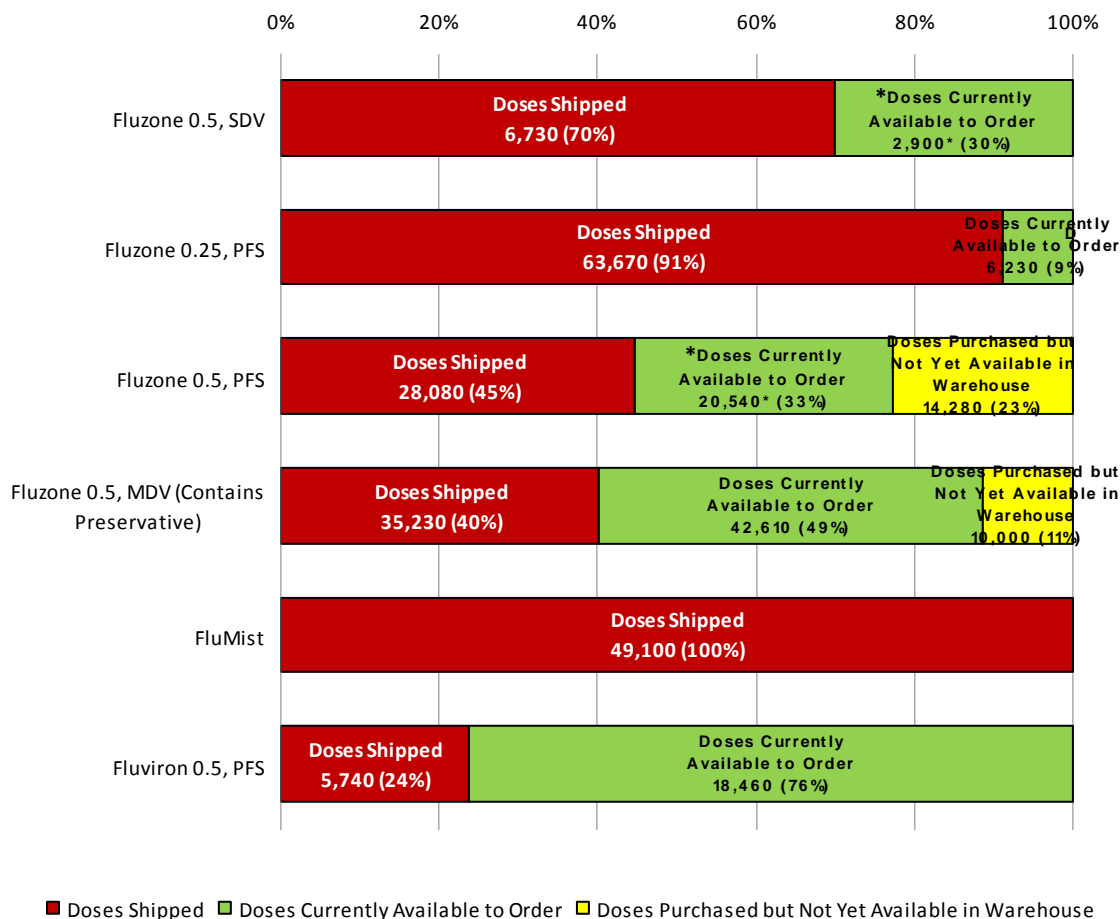 0% 20% 40% 60% 80% 100%
Fluzone 0.5, SDV
Doses Shipped
6,730 (70%)
*Doses Currently
Available to Order
2,900* (30%)
Fluzone 0.25, PFS
Doses Shipped
63,670 (91%)
Doses Currently
D
Available to Order
6,230 (9%)
Fluzone 0.5, PFS
Doses Shipped
28,080 (45%)
*Doses Currently
Available to Order
20,540* (33%)
Doses Purchased but
Not Yet Available in
Warehouse
14,280 (23%)
Fluzone 0.5, MDV (Contains
Preservative)
Doses Shipped
35,230 (40%)
Doses Currently
Available to Order
42,610 (49%)
Doses Purchased but
Not Yet Available in
Warehouse
10,000 (11%)
FluMist
Doses Shipped
49,100 (100%)
Fluviron 0.5, PFS
Doses Shipped
5,740 (24%)
Doses Currently
Available to Order
18,460 (76%)
Doses Shipped Doses Currently Available to Order Doses Purchased but Not Yet Available in Warehouse